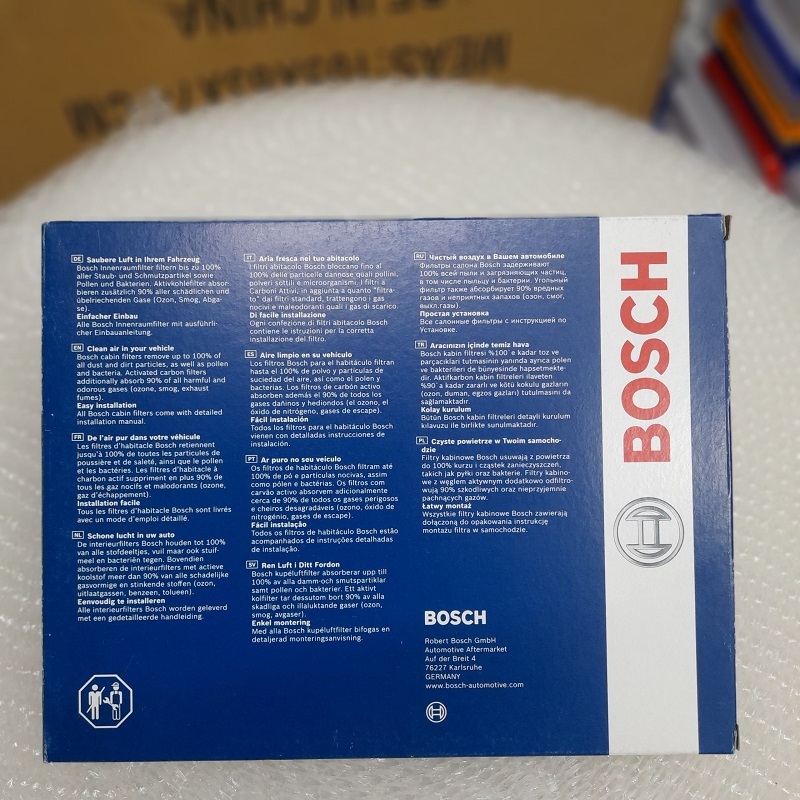 MADE IN CHINA
DE Saubere Luft in Ihrem Fahrzeug
Bosch Innenraumfilter filtern bis zu 100%
aller Staub- und Schmutzpartikel sowie
Pollen und Bakterien. Aktivkohlefilter absor-
bieren zusätzlich 90% aller schädlichen und
übelriechenden Gase (Ozon, Smog, Abga-
se).
Einfacher Einbau
Alle Bosch Innenraumfilter mit ausführli-
cher Einbauanleitung.
EN Clean air in your vehicle
Bosch cabin filters remove up to 100% of
all dust and dirt particles, as well as pollen
and bacteria. Activated carbon filters
additionally absorb 90% of all harmful and
odorous gases (ozone, smog, exhaust
fumes).
Easy installation
All Bosch cabin filters come with detailed
installation manual.
FR De l'air pur dans votre véhicule
Les filtres d'habitacle Bosch retiennent
jusqu'à 100% de toutes les particules de
poussière et de saleté, ainsi que le pollen
et les bactéries. Les filtres d'habitacle à
charbon actif suppriment en plus 90% de
tous les gaz nocifs et malodorants (ozone,
gaz d'échappement).
Installation facile
Tous les filtres d'habitacle Bosch sont livrés
avec un mode d'emploi détaillé.
NL Schone lucht in uw auto
De interieurfilters Bosch houden tot 100%
van alle stofdeeltjes, vuil maar ook stuif-
meel en bacteriën tegen. Bovendien
absorberen de interieurfilters met actieve
koolstof meer dan 90% van alle schadelijke
gasvormige en stinkende stoffen (ozon,
uitlaatgassen, benzeen, tolueen).
Eenvoudig te installeren
Alle interieurfilters Bosch worden geleverd
met een gedetailleerde handleiding.
IT Aria fresca nel tuo abitacolo
I filtri abitacolo Bosch bloccano fino al
100% delle particelle dannose quali pollini,
polveri sottili e microorganismi. I filtri a
Carboni Attivi, in aggiunta a quanto "filtra-
to" dai filtri standard, trattengono i gas
nocivi e maleodoranti quali i gas di scarico.
Di facile installazione
Ogni confezione di filtri abitacolo Bosch
contiene le istruzioni per la corretta
installazione del filtro.
ES Aire limpio en su vehículo
Los filtros Bosch para el habitáculo filtran
hasta el 100% de polvo y partículas de
suciedad del aire, así como el polen y
bacterias. Los filtros de carbón activo
absorben además el 90% de todos los
gases dañinos y hediondos (el ozono, el
óxido de nitrógeno, gases de escape).
Fácil instalación
Todos los filtros para el habitáculo Bosch
vienen con detalladas instrucciones de
instalación.
PT Ar puro no seu veículo
Os filtros de habitáculo Bosch filtram até
100% de pó e partículas nocivas, assim
como pólen e bactérias. Os filtros com
carvão activo absorvem adicionalmente
cerca de 90% de todos os gases perigosos
e cheiros desagradáveis (ozono, óxido de
nitrogénio, gases de escape).
Fácil instalação
Todos os filtros de habitáculo Bosch estão
acompanhados de instruções detalhadas
de instalação.
SV Ren Luft i Ditt Fordon
Bosch kupéluftfilter absorberar upp till
100% av alla damm-och smutspartiklar
samt pollen och bakterier. Ett aktivt
kolfilter tar dessutom bort 90% av alla
skadliga och illaluktande gaser (ozon,
smog, avgaser).
Enkel montering
Med alla Bosch kupéluftfilter bifogas en
detaljerad monteringsanvisning.
RU Чистый воздух в Вашем автомобиле
Фильтры салона Bosch задерживают
100% всей пыли и загрязняющих частиц,
в том числе пыльцу и бактерии. Угольный
фильтр также абсорбирует 90% вредных
газов и неприятных запахов (озон, смог,
выхл.газы).
Простая установка
Все салонные фильтры с инструкцией по
Установке.
TR Aracınızın içinde temiz hava
Bosch kabin filtresi %100' e kadar toz ve
parçacıkları tutmasının yanında ayrıca polen
ve bakterileri de bünyesinde hapsetmekte-
dir. Aktifkarbon kabin filtreleri ilaveten
%90' a kadar zararlı ve kötü kokulu gazların
(ozon, duman, egzos gazları) tutulmasını da
sağlamaktadır.
Kolay kurulum
Bütün Bosch kabin filtreleri detaylı kurulum
kılavuzu ile birlikte sunulmaktadır.
PL Czyste powietrze w Twoim samocho-
dzie
Filtry kabinowe Bosch usuwają z powietrza
do 100% kurzu i cząstek zanieczyszczeń,
takich jak pyłki oraz bakterie. Filtry kabino-
we z węglem aktywnym dodatkowo odfiltro-
wują 90% szkodliwych oraz nieprzyjemnie
pachnących gazów.
Łatwy montaż
Wszystkie filtry kabinowe Bosch zawierają
dołączoną do opakowania instrukcję
montażu filtra w samochodzie.
BOSCH
Robert Bosch GmbH
Automotive Aftermarket
Auf der Breit 4
76227 Karlsruhe
GERMANY
www.bosch-automotive.com
BOSCH